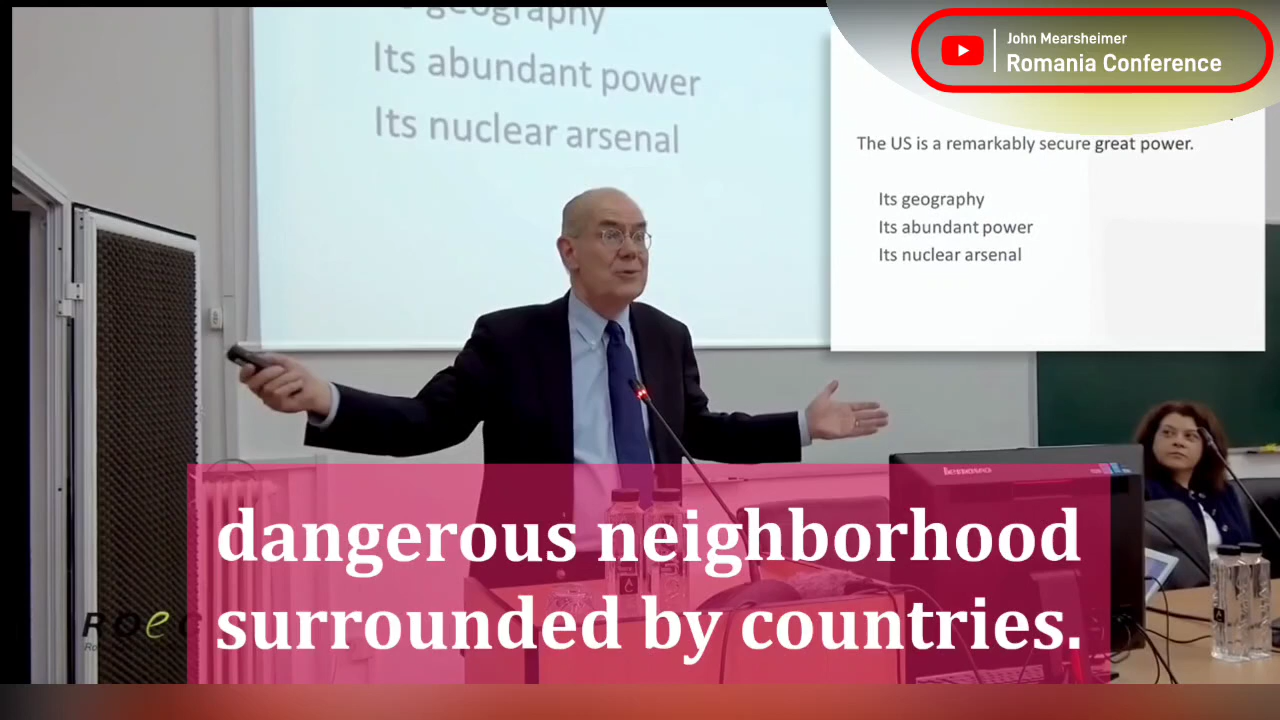 Its geography
Its abundant power
Its nuclear arsenal
John Mearsheimer
Romania Conference
The US is a remarkably secure great power.
Its geography
Its abundant power
Its nuclear arsenal
dangerous neighborhood
surrounded by countries.